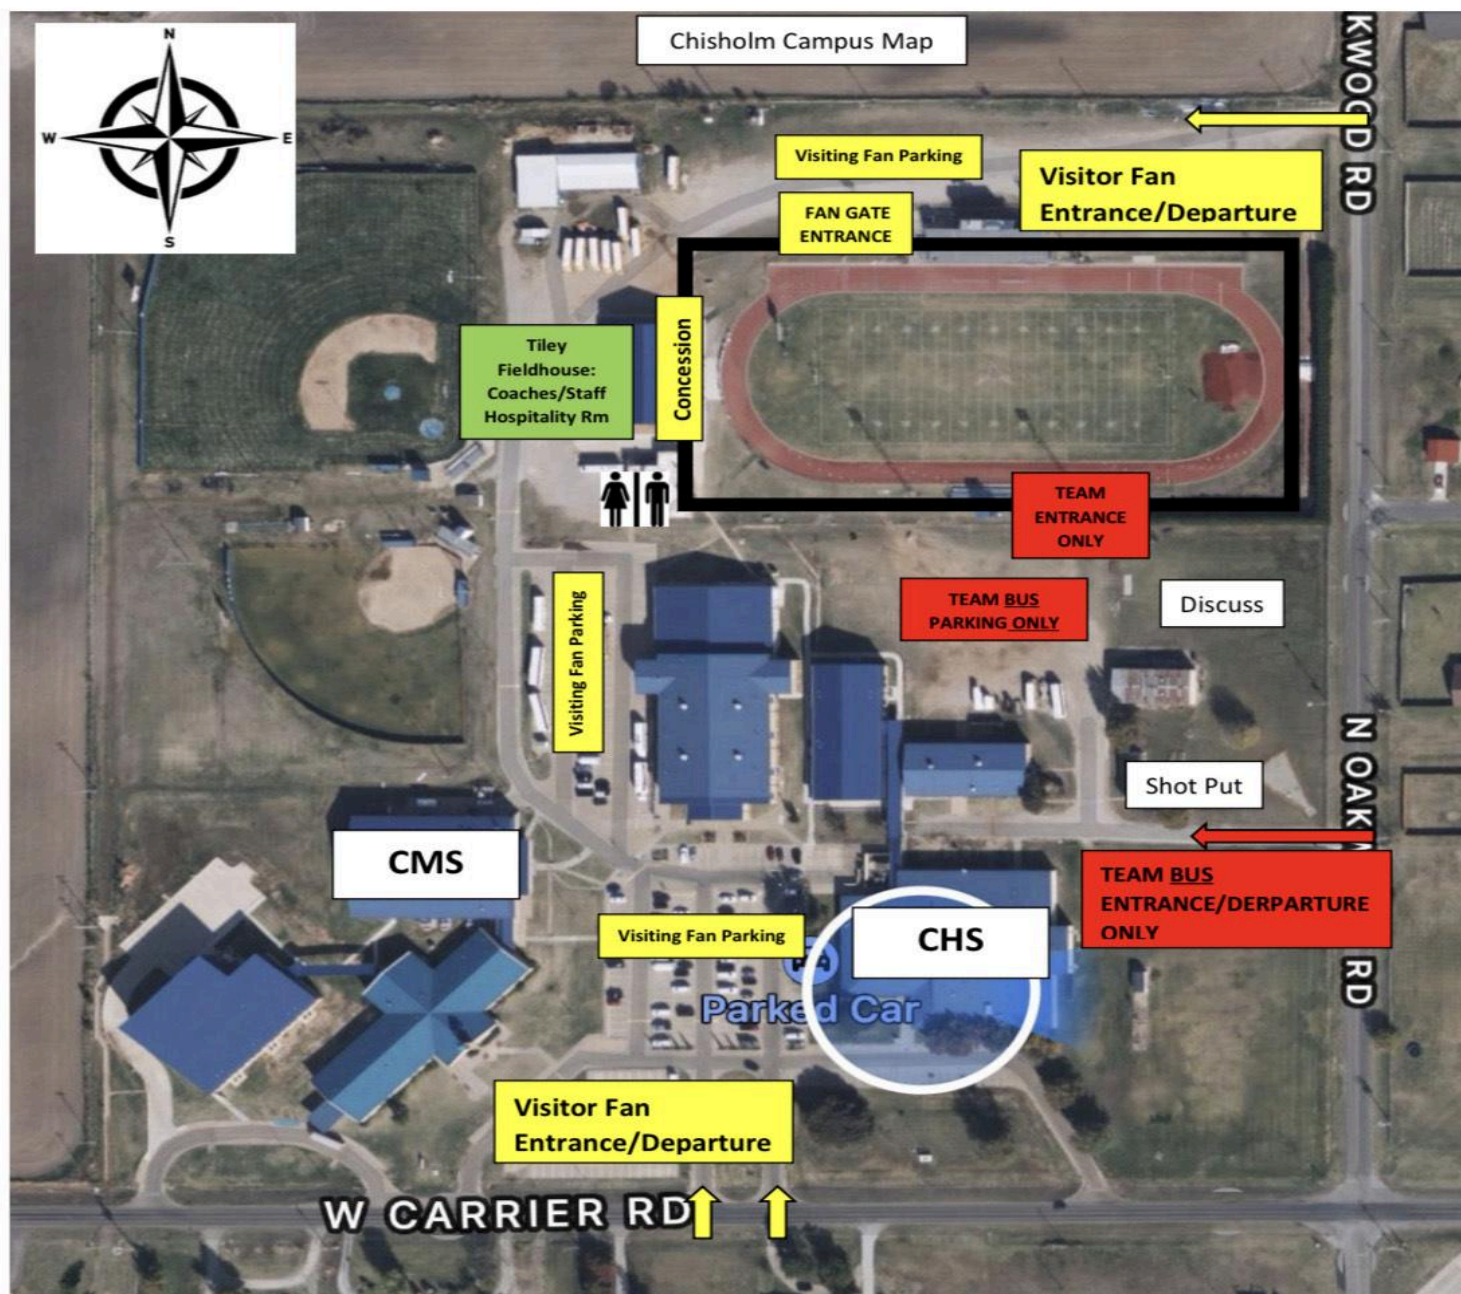 Chisholm Campus Map
N
W
E
S
KWOOD RD
Visiting Fan Parking
Visitor Fan
Entrance/Departure
FAN GATE
ENTRANCE
Concession
Tiley
Fieldhouse:
Coaches/Staff
Hospitality Rm
TEAM
ENTRANCE
ONLY
TEAM BUS
PARKING ONLY
Discuss
Visiting Fan Parking
Shot Put
N OAK
RD
TEAM BUS
ENTRANCE/DERPARTURE
ONLY
CMS
Visiting Fan Parking
CHS
Parked Car
Visitor Fan
Entrance/Departure
W CARRIER RD